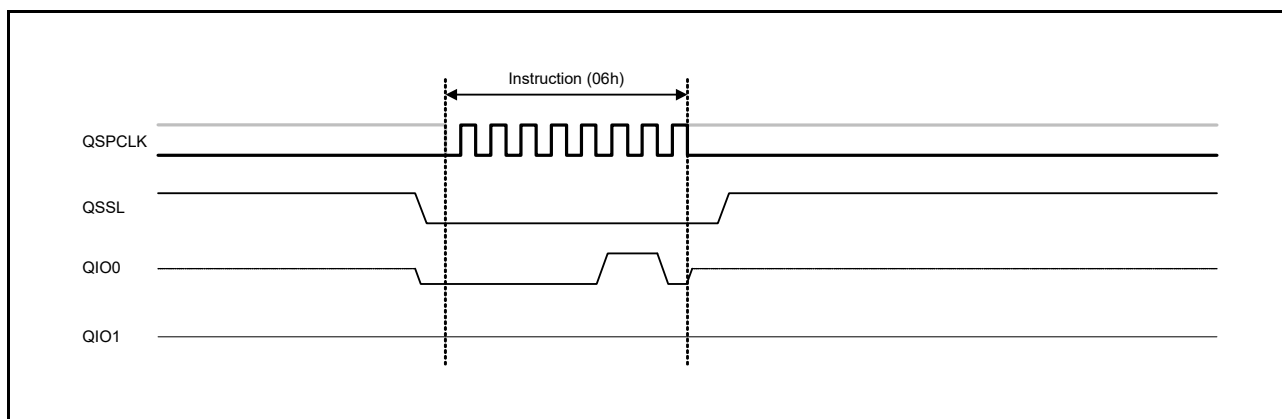 Instruction (06h)
QSPCLK
QSSL
QIO0
QIO1